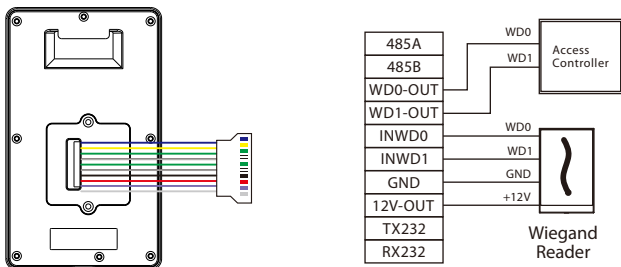 485A
485B
WD0-OUT
WD1-OUT
INWD0
INWD1
GND
12V-OUT
TX232
RX232
WD0
WD1
Access
Controller
WD0
WD1
GND
+12V
Wiegand
Reader